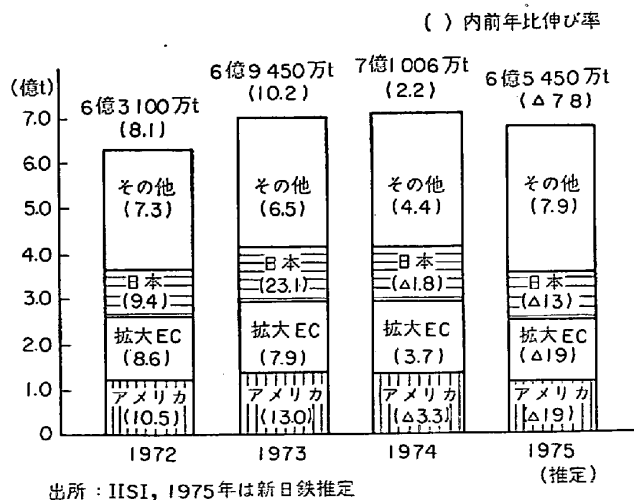 ( ) 内前年比伸び率
(億t)
6億3100万t
(8.1)
6億9450万t
(10.2)
7億1006万t
(2.2)
6億5450万t
(△7.8)
7.0
6.0
5.0
4.0
3.0
2.0
1.0
0
その他
(7.3)
日本
(9.4)
拡大EC
(8.6)
アメリカ
(10.5)
その他
(6.5)
日本
(23.1)
拡大EC
(7.9)
アメリカ
(13.0)
その他
(4.4)
日本
(△1.8)
拡大EC
(3.7)
アメリカ
(△3.3)
その他
(7.9)
日本
(△13)
拡大EC
(△19)
アメリカ
(△19)
1972
1973
1974
1975
(推定)
出所:IISI, 1975年は新日鉄推定